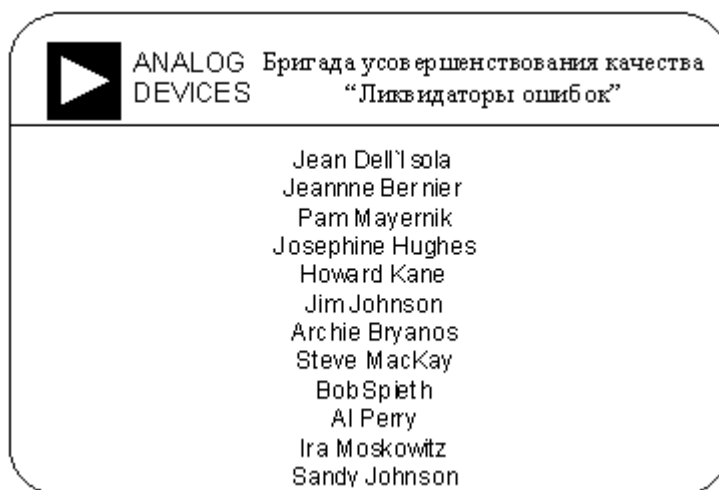 ANALOG DEVICES
Бригада усовершенствования качества
“Ликвидаторы ошибок”
Jean Dell`Isola
Jeannne Bernier
Pam Mayernik
Josephine Hughes
Howard Kane
Jim Johnson
Archie Bryanos
Steve MacKay
Bob Spieth
Al Perry
Ira Moskowitz
Sandy Johnson